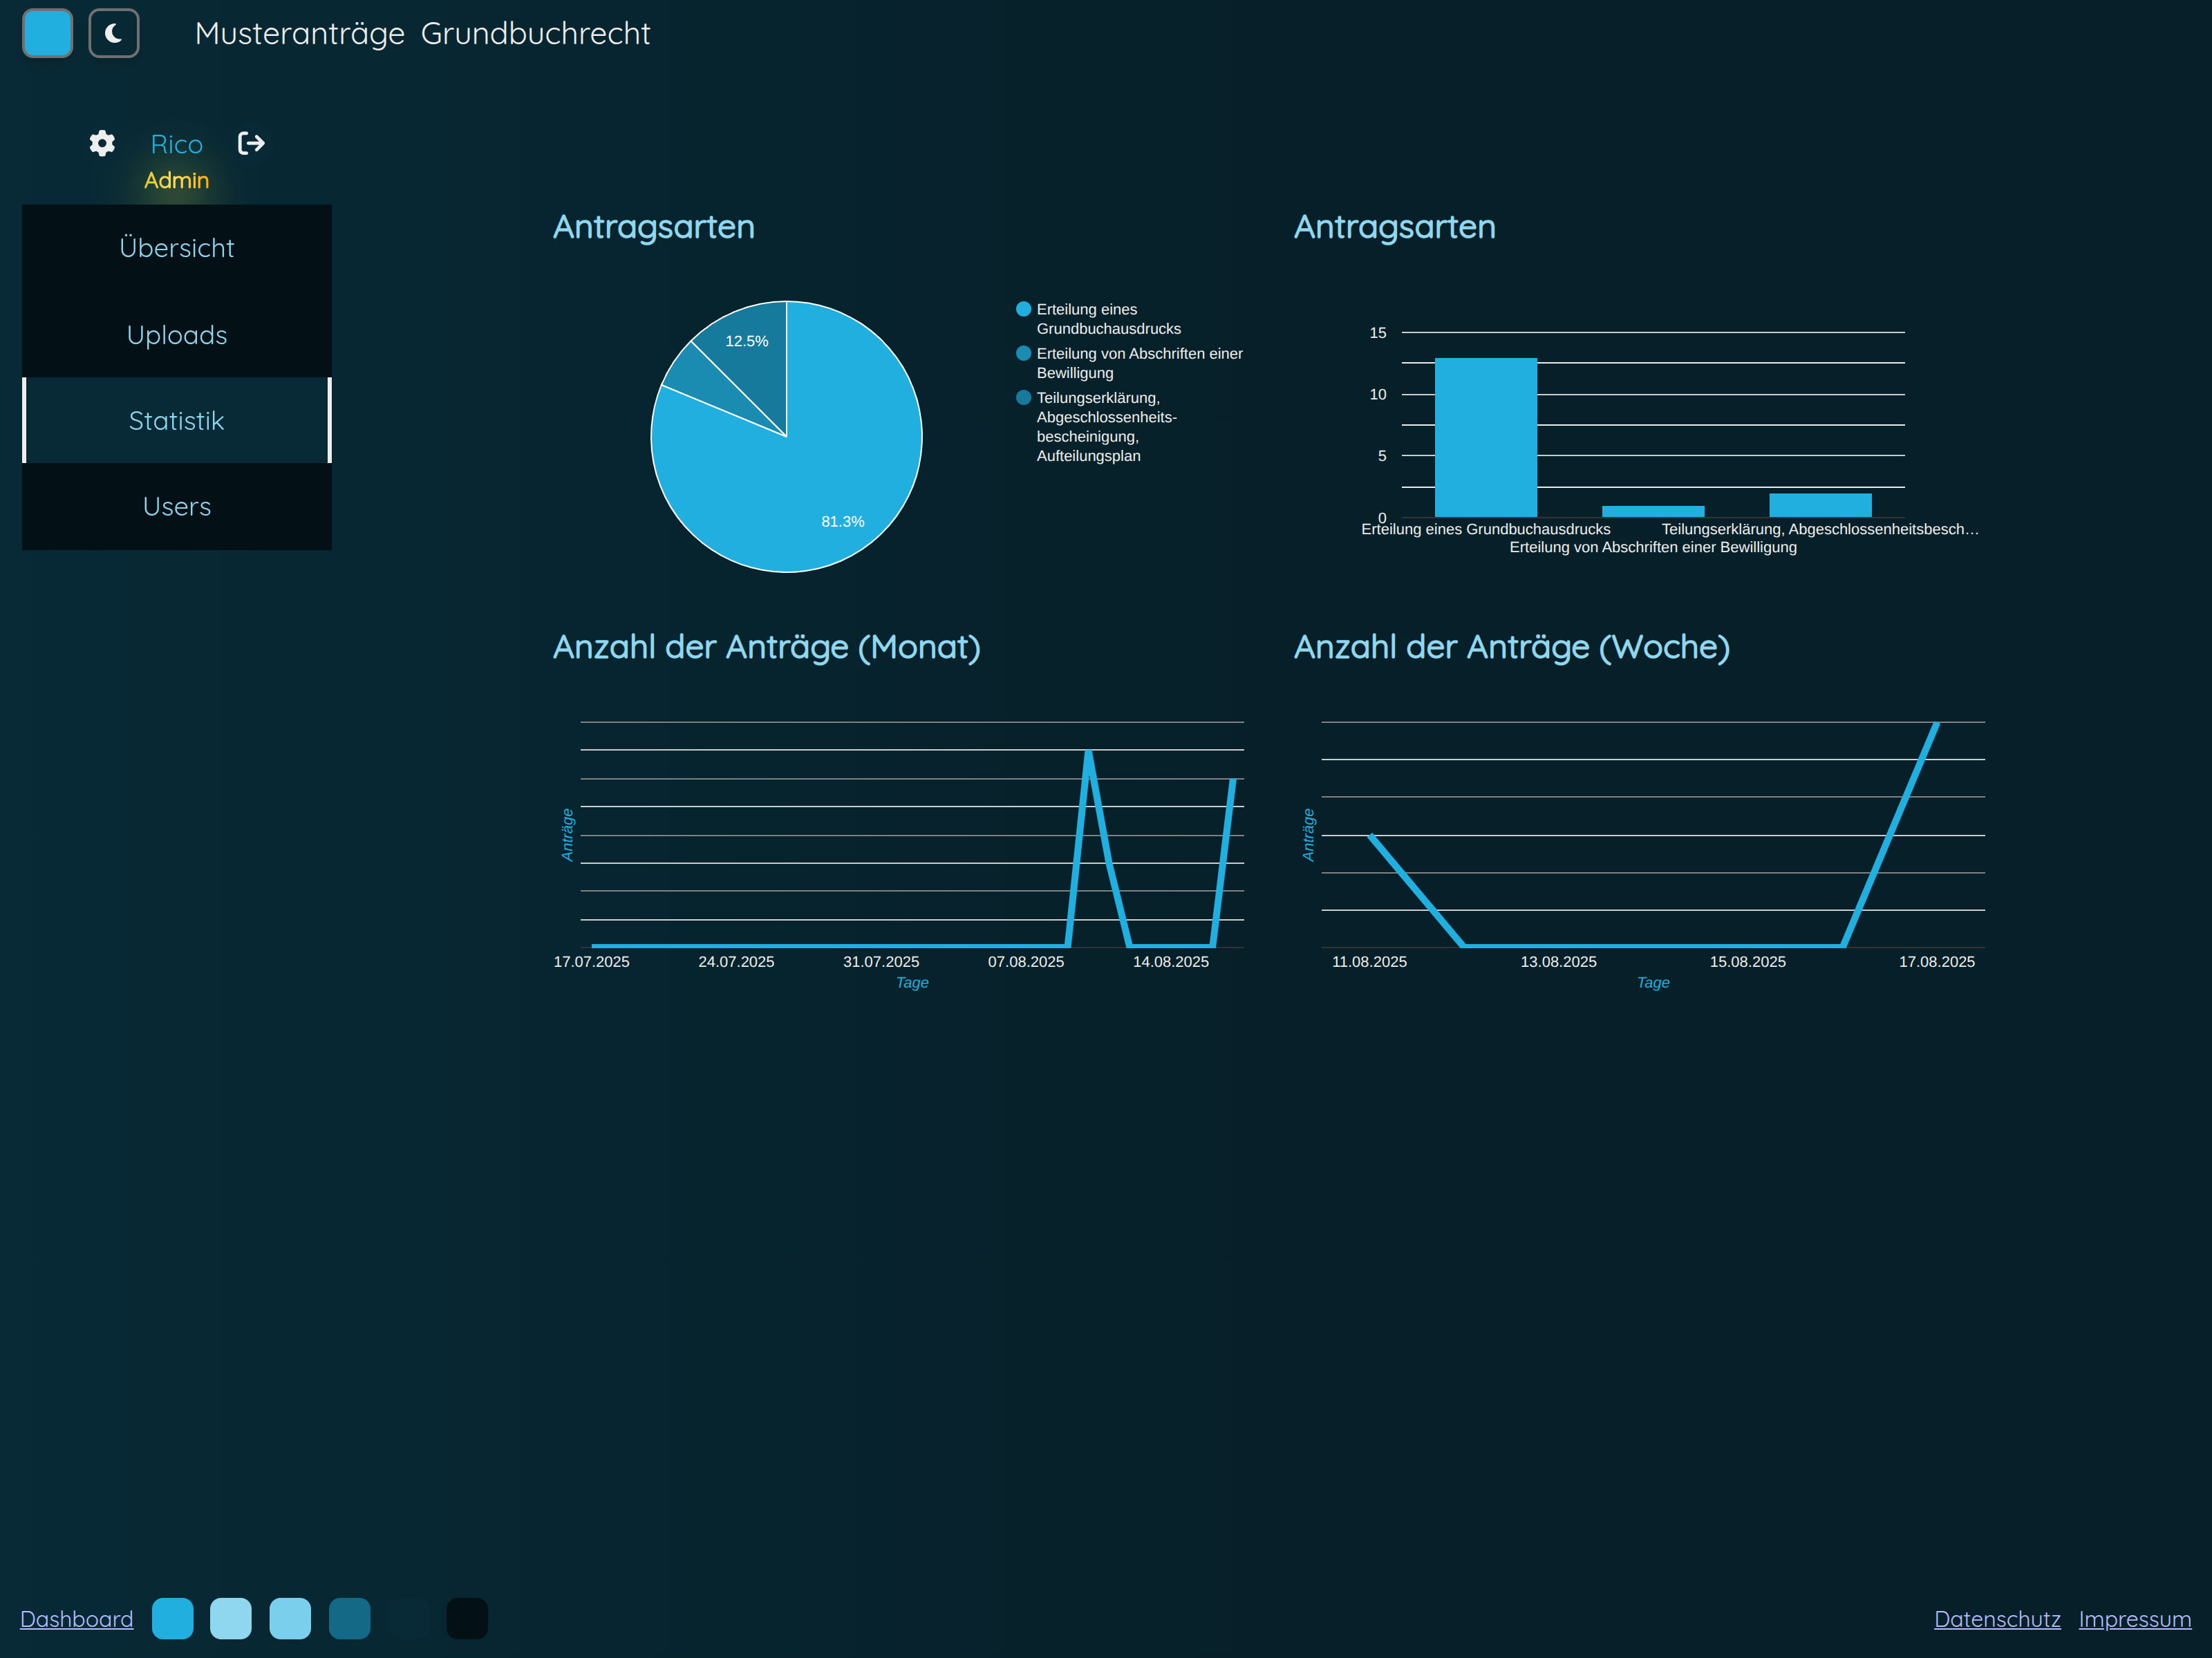 Musteranträge Grundbuchrecht
Rico
Admin
Übersicht
Uploads
Statistik
Users
Antragsarten
12.5%
81.3%
Erteilung eines
Grundbuchausdrucks
Erteilung von Abschriften einer
Bewilligung
Teilungserklärung,
Abgeschlossenheits-
bescheinigung,
Aufteilungsplan
Antragsarten
15
10
5
0
Erteilung eines Grundbuchausdrucks
Teilungserklärung, Abgeschlossenheitsbesch…
Erteilung von Abschriften einer Bewilligung
Anzahl der Anträge (Monat)
Anträge
17.07.2025 24.07.2025 31.07.2025 07.08.2025 14.08.2025
Tage
Anzahl der Anträge (Woche)
Anträge
11.08.2025 13.08.2025 15.08.2025 17.08.2025
Tage
Dashboard
Datenschutz Impressum